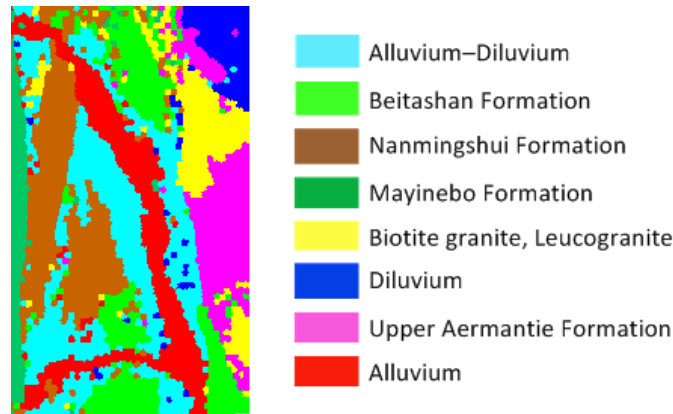 Alluvium–Diluvium
Beitashan Formation
Nanmingshui Formation
Mayinebo Formation
Biotite granite, Leucogranite
Diluvium
Upper Aermantie Formation
Alluvium